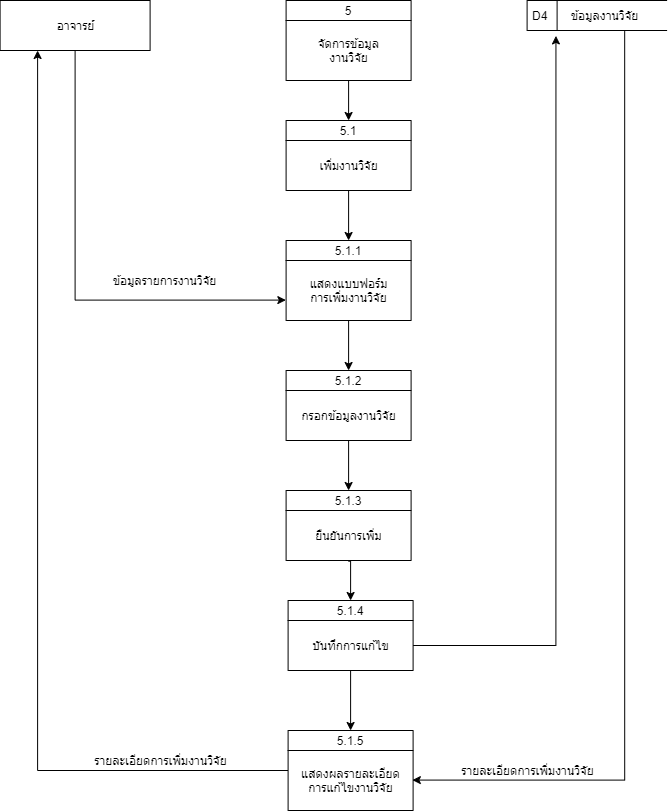 อาจารย์
5
จัดการข้อมูล
งานวิจัย
D4 ข้อมูลงานวิจัย
5.1
เพิ่มงานวิจัย
5.1.1
แสดงแบบฟอร์ม
การเพิ่มงานวิจัย
ข้อมูลรายการงานวิจัย
5.1.2
กรอกข้อมูลงานวิจัย
5.1.3
ยืนยันการเพิ่ม
5.1.4
บันทึกการแก้ไข
5.1.5
แสดงผลรายละเอียด
การแก้ไขงานวิจัย
รายละเอียดการเพิ่มงานวิจัย
รายละเอียดการเพิ่มงานวิจัย